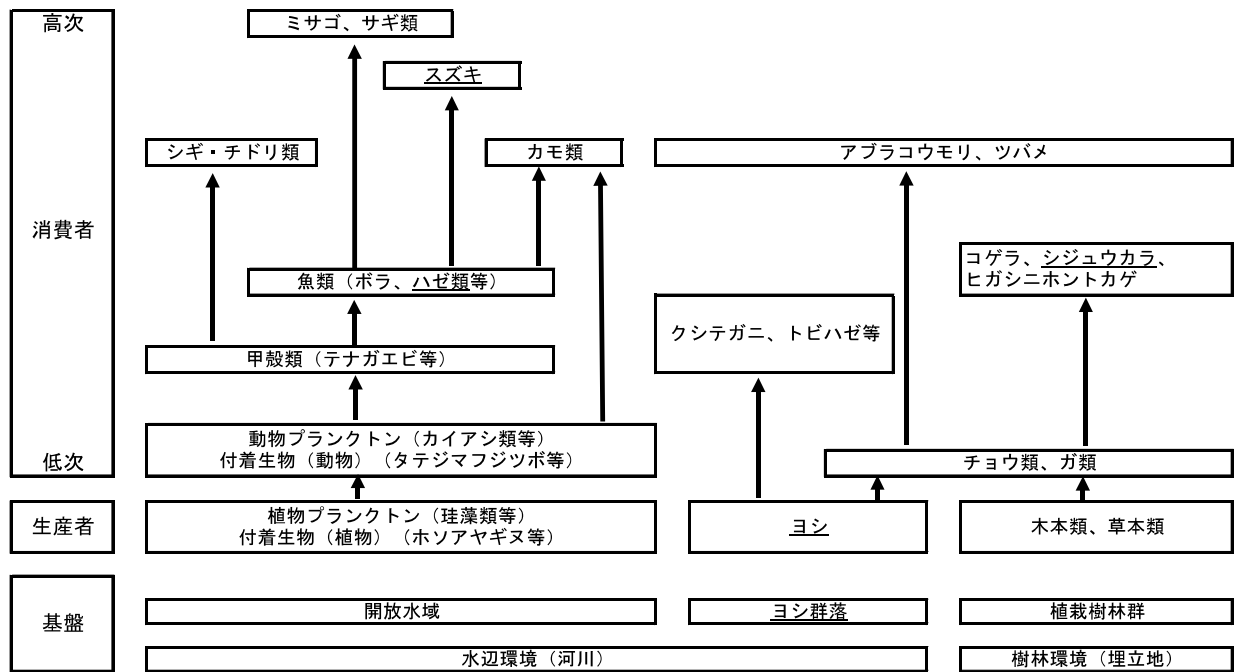 高次
ミサゴ、サギ類
スズキ
シギ・チドリ類
カモ類
アブラコウモリ、ツバメ
消費者
コゲラ、シジュウカラ、
ヒガシニホントカゲ
魚類（ボラ、ハゼ類等）
クシテガニ、トビハゼ等
甲殻類（テナガエビ等）
動物プランクトン（カイアシ類等）
付着生物（動物）（タテジマフジツボ等）
低次
チョウ類、ガ類
生産者
植物プランクトン（珪藻類等）
付着生物（植物）（ホソアヤギヌ等）
ヨシ
木本類、草本類
基盤
開放水域
ヨシ群落
植栽樹林群
水辺環境（河川）
樹林環境（埋立地）